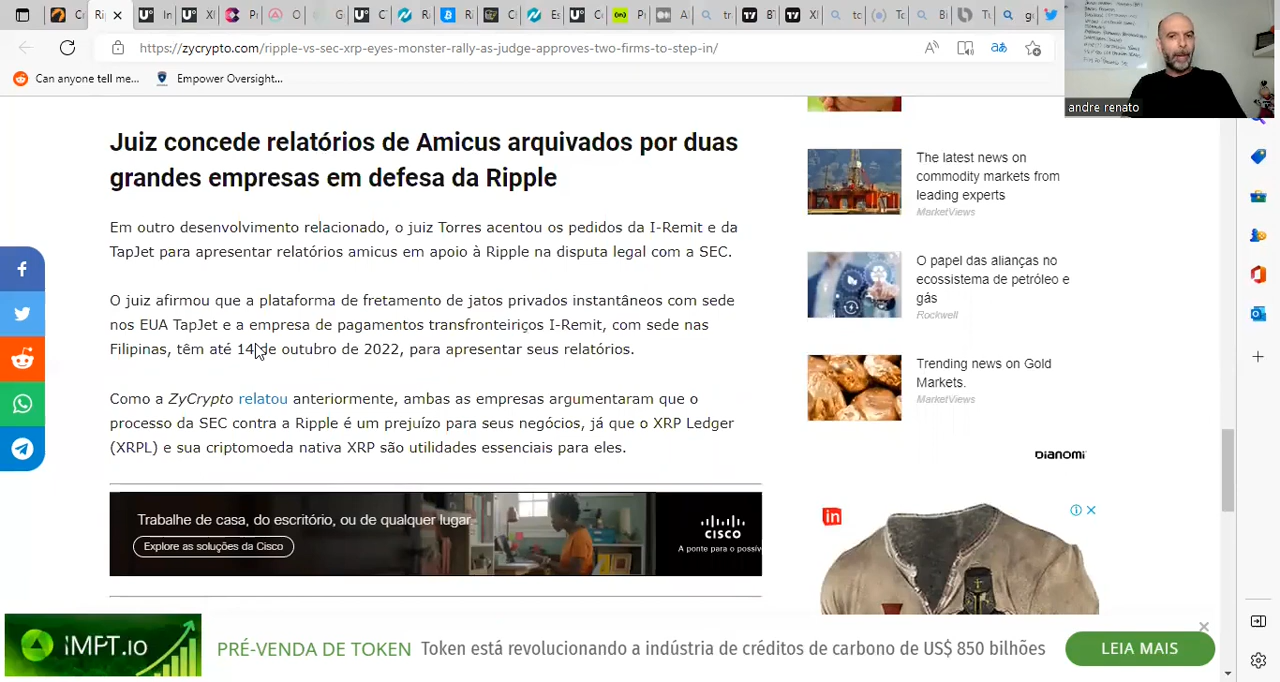 https://zycrypto.com/ripple-vs-sec-xrp-eyes-monster-rally-as-judge-approves-two-firms-to-step-in/
Can anyone tell me...
Empower Oversight...
andre renato
Juiz concede relatórios de Amicus arquivados por duas
grandes empresas em defesa da Ripple
Em outro desenvolvimento relacionado, o juiz Torres acentou os pedidos da I-Remit e da
TapJet para apresentar relatórios amicus em apoio à Ripple na disputa legal com a SEC.
O juiz afirmou que a plataforma de fretamento de jatos privados instantâneos com sede
nos EUA TapJet e a empresa de pagamentos transfronteiriços I-Remit, com sede nas
Filipinas, têm até 14 de outubro de 2022, para apresentar seus relatórios.
Como a ZyCrypto relatou anteriormente, ambas as empresas argumentaram que o
processo da SEC contra a Ripple é um prejuízo para seus negócios, já que o XRP Ledger
(XRPL) e sua criptomoeda nativa XRP são utilidades essenciais para eles.
Trabalhe de casa, do escritório, ou de qualquer lugar
Explore as soluções da Cisco
CISCO
A ponte para o possív
The latest news on
commodity markets from
leading experts
MarketViews
O papel das alianças no
ecossistema de petróleo e
gás
Rockwell
Trending news on Gold
Markets.
MarketViews
Dianomi
in
iMPT.io
PRÉ-VENDA DE TOKEN
Token está revolucionando a indústria de créditos de carbono de US$ 850 bilhões
LEIA MAIS